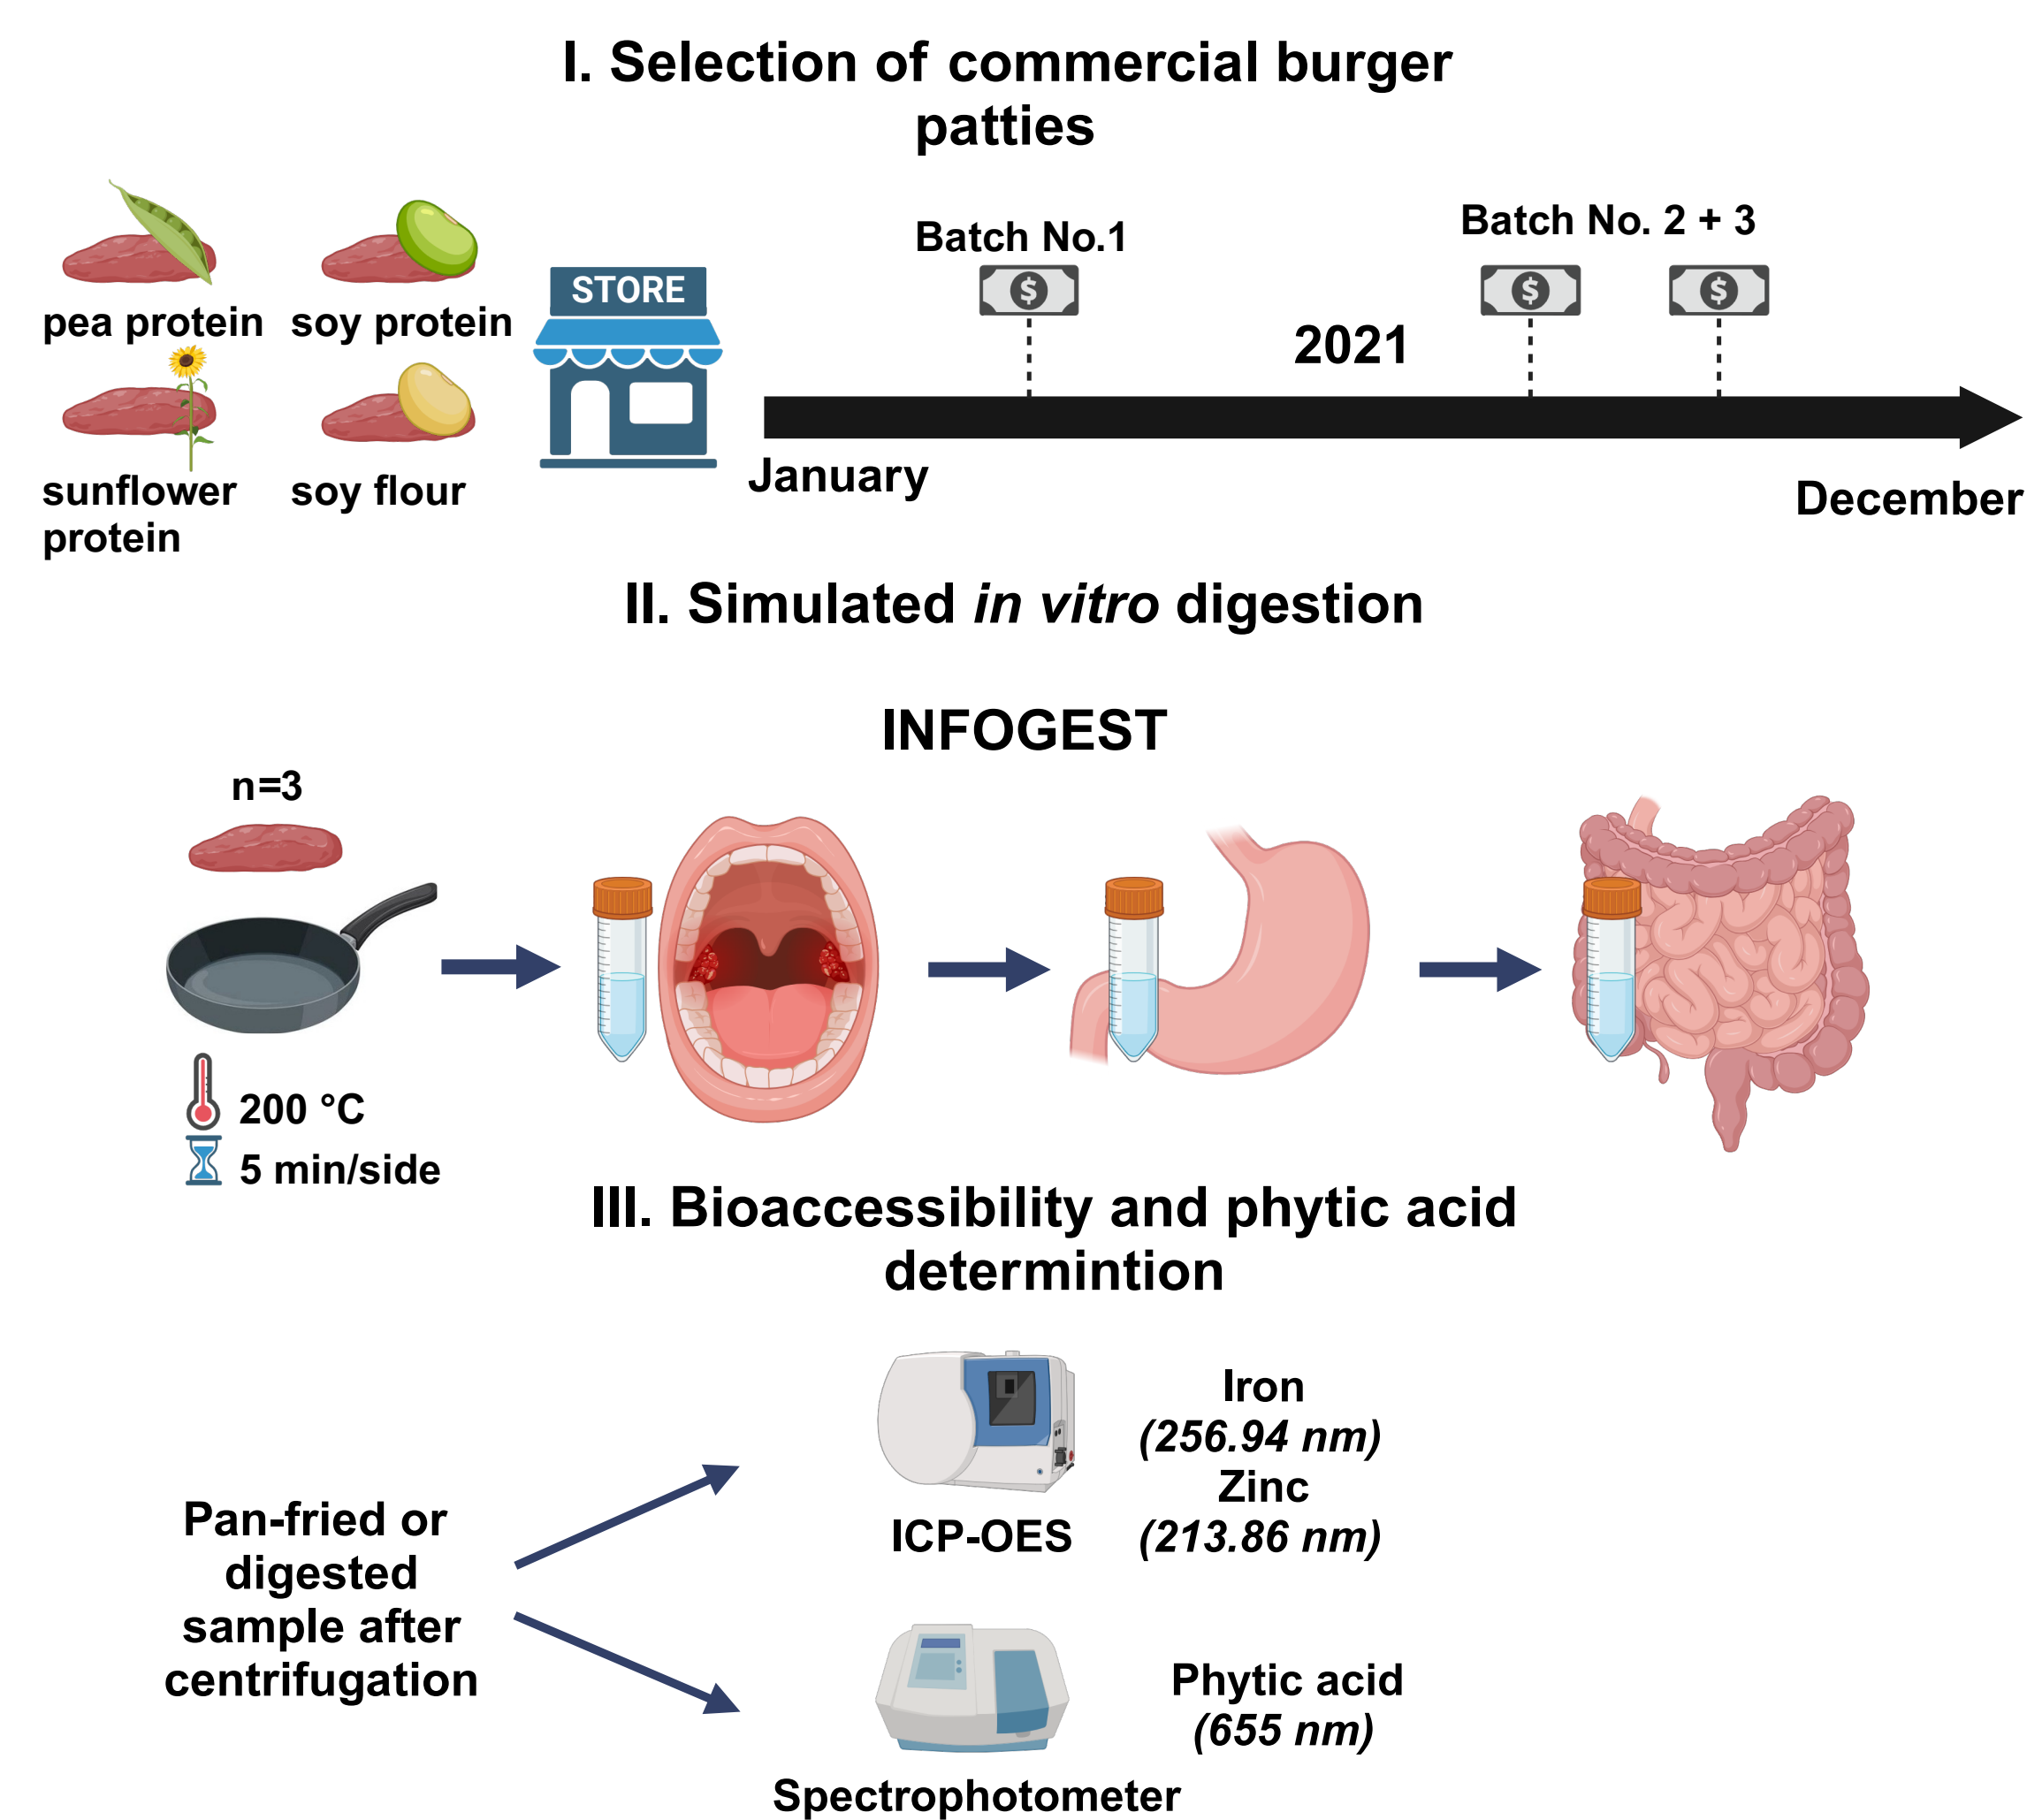 I. Selection of commercial burger
patties
pea protein
soy protein
sunflower
protein
soy flour
STORE
Batch No.1
Batch No. 2 + 3
$
$
$
2021
January
December
II. Simulated in vitro digestion
INFOGEST
n=3
200 °C
5 min/side
III. Bioaccessibility and phytic acid
determintion
Pan-fried or
digested
sample after
centrifugation
ICP-OES
Iron
(256.94 nm)
Zinc
(213.86 nm)
Spectrophotometer
Phytic acid
(655 nm)